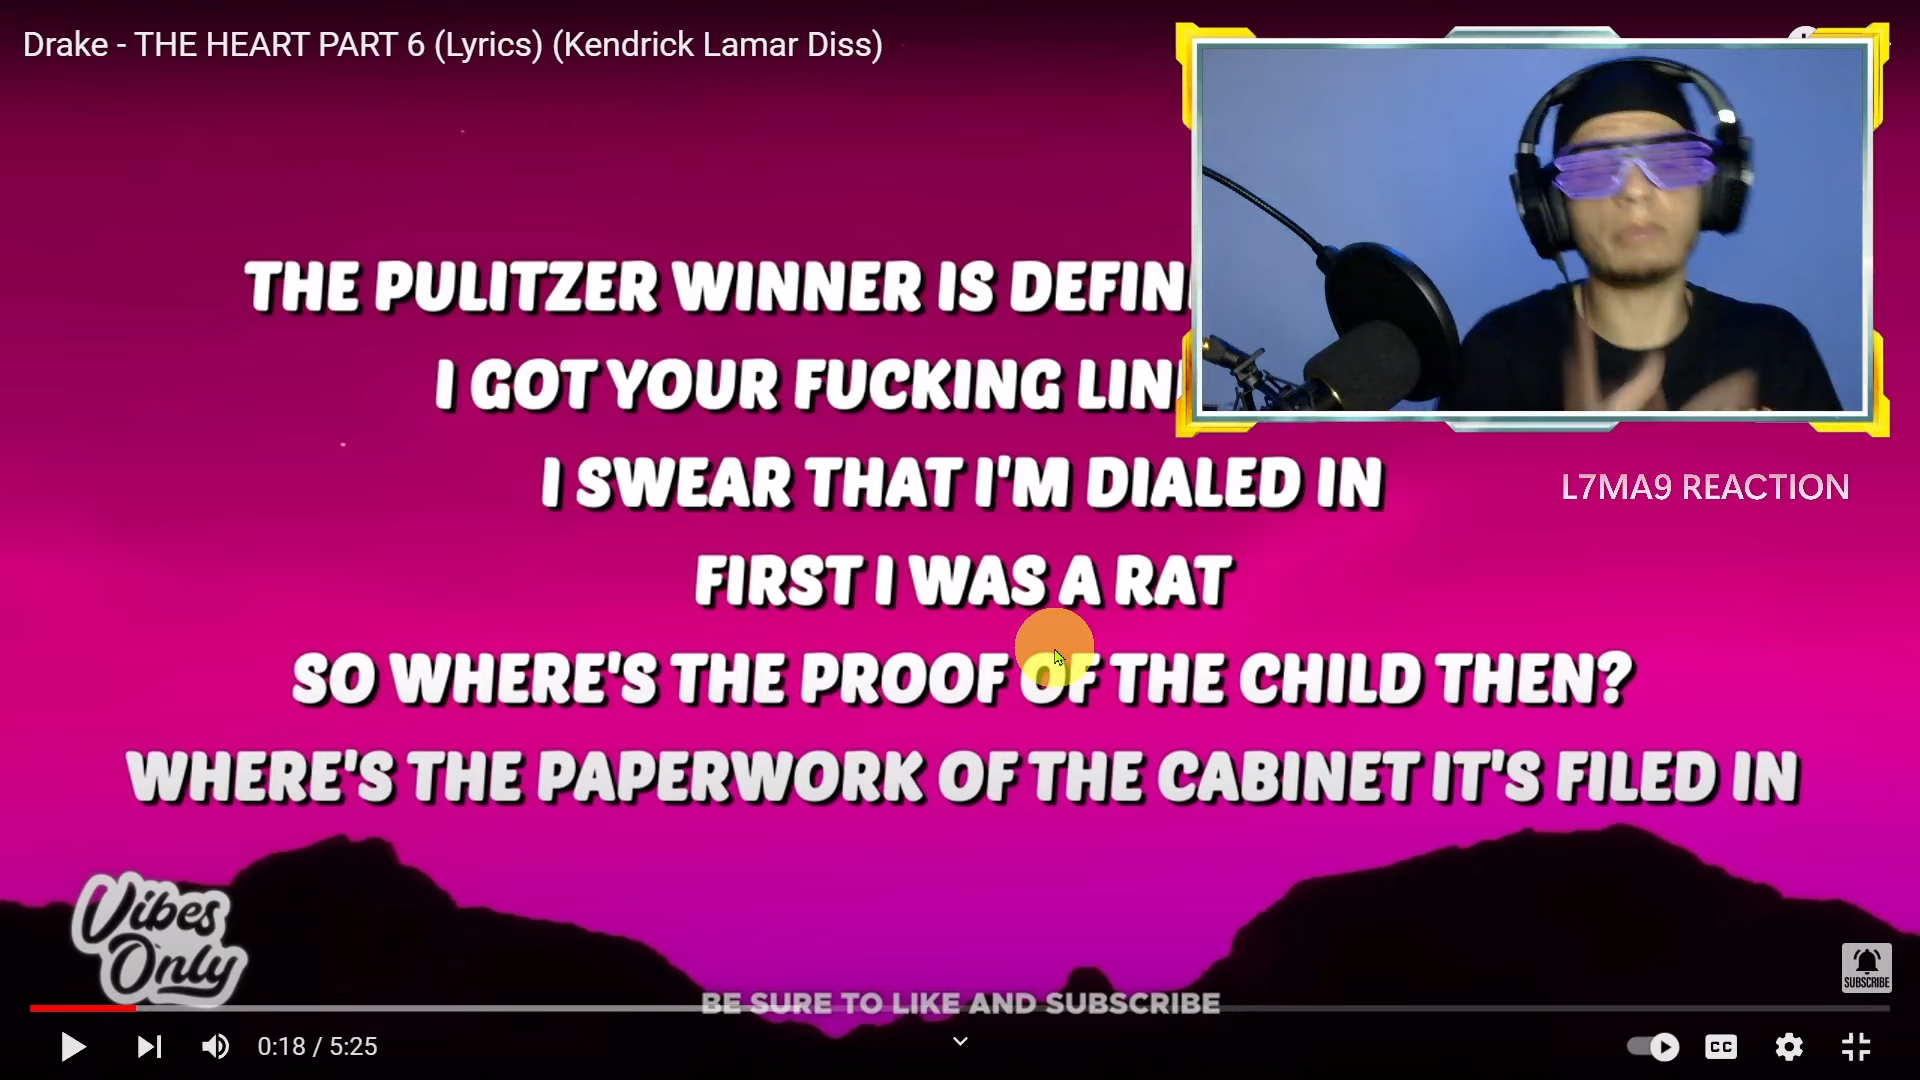 Drake - THE HEART PART 6 (Lyrics) (Kendrick Lamar Diss)
THE PULITZER WINNER IS
I GOT YOUR FUCKING
I SWEAR THAT I'M DIALED IN
L7MA9 REACTION
FIRST I WAS A RAT
SO WHERE'S THE PROOF OF THE CHILD THEN?
WHERE'S THE PAPERWORK OF THE CABINET IT'S FILED IN
Vibes
Only
SUBSCRIBE
BE SURE TO LIKE AND SUBSCRIBE
0:18 / 5:25
CC